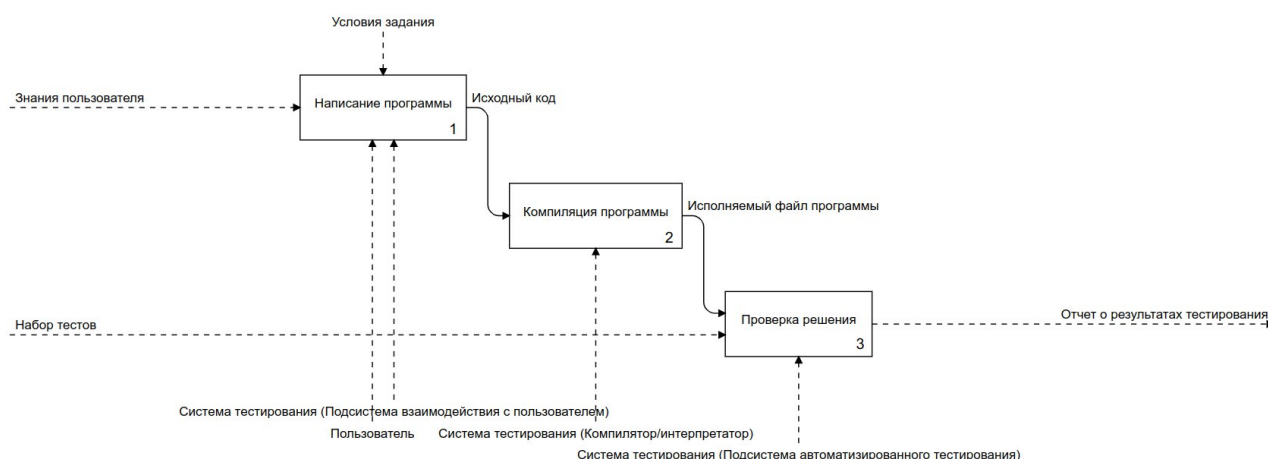 Условия задания
Знания пользователя
Написание программы
1
Исходный код
Компиляция программы
2
Исполняемый файл программы
Набор тестов
Проверка решения
3
Отчет о результатах тестирования
Система тестирования (Подсистема взаимодействия с пользователем)
Пользователь
Система тестирования (Компилятор/интерпретатор)
Система тестирования (Подсистема автоматизированного тестирования)